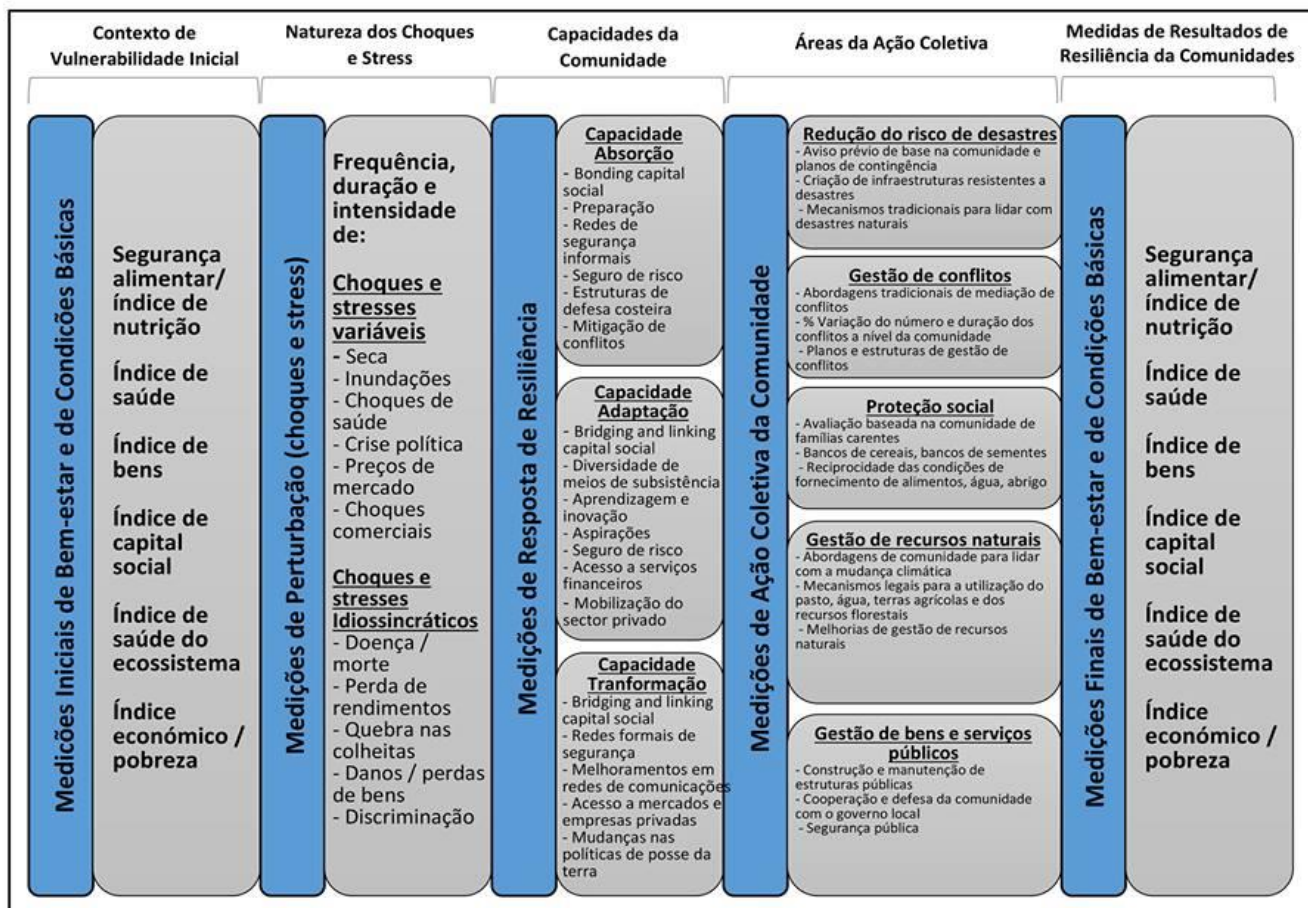 Contexto de
Vulnerabilidade Inicial
Natureza dos Choques
e Stress
Capacidades da
Comunidade
Áreas da Ação Coletiva
Medidas de Resultados de
Resiliência da Comunidades
Medicões Iniciais de Bem-estar e de Condicões Básicas
Segurança
alimentar/
índice de
nutrição
Índice de
saúde
Índice de
bens
Índice de
capital
social
Índice de
saúde do
ecossistema
Índice
económico /
pobreza
Medições de Perturbação (choques e stress)
Frequência,
duração e
intensidade
de:
Choques e
stresses
variáveis
- Seca
- Inundações
- Choques de
saúde
- Crise política
- Preços de
mercado
- Choques
comerciais
Choques e
stresses
Idiossincráticos
- Doença /
morte
- Perda de
rendimentos
- Quebra nas
colheitas
- Danos / perdas
de bens
- Discriminação
Medições de Resposta de Resiliência
Capacidade
Absorção
- Bonding capital
social
- Preparação
- Redes de
segurança
informais
- Seguro de risco
- Estruturas de
defesa costeira
- Mitigação de
conflitos
Capacidade
Adaptação
- Bridging and linking
capital social
- Diversidade de
meios de subsistência
- Aprendizagem e
inovação
- Aspirações
- Seguro de risco
- Acesso a serviços
financeiros
- Mobilização do
sector privado
Capacidade
Tranformação
- Bridging and linking
capital social
- Redes formais de
segurança
- Melhoramentos em
redes de comunicações
- Acesso a mercados e
empresas privadas
- Mudanças nas
políticas de posse da
terra
Medições de Ação Coletiva da Comunidade
Redução do risco de desastres
- Aviso prévio de base na comunidade e
planos de contingência
- Criação de infraestruturas resistentes a
desastres
- Mecanismos tradicionais para lidar com
desastres naturais
Gestão de conflitos
- Abordagens tradicionais de mediação de
conflitos
- % Variação do número e duração dos
conflitos a nível da comunidade
- Planos e estruturas de gestão de
conflitos
Proteção social
- Avaliação baseada na comunidade de
famílias carentes
- Bancos de cereais, bancos de sementes
- Reciprocidade das condições de
fornecimento de alimentos, água, abrigo
Gestão de recursos naturais
- Abordagens de comunidade para lidar
com a mudança climática
- Mecanismos legais para a utilização do
pasto, água, terras agrícolas e dos
recursos florestais
- Melhorias de gestão de recursos
naturais
Gestão de bens e serviços
públicos
- Construção e manutenção de
estruturas públicas
- Cooperação e defesa da comunidade
com o governo local
- Segurança pública
Medições Finais de Bem-estar e de Condições Básicas
Segurança
alimentar/
índice de
nutrição
Índice de
saúde
Índice de
bens
Índice de
capital
social
Índice de
saúde do
ecossistema
Índice
económico /
pobreza